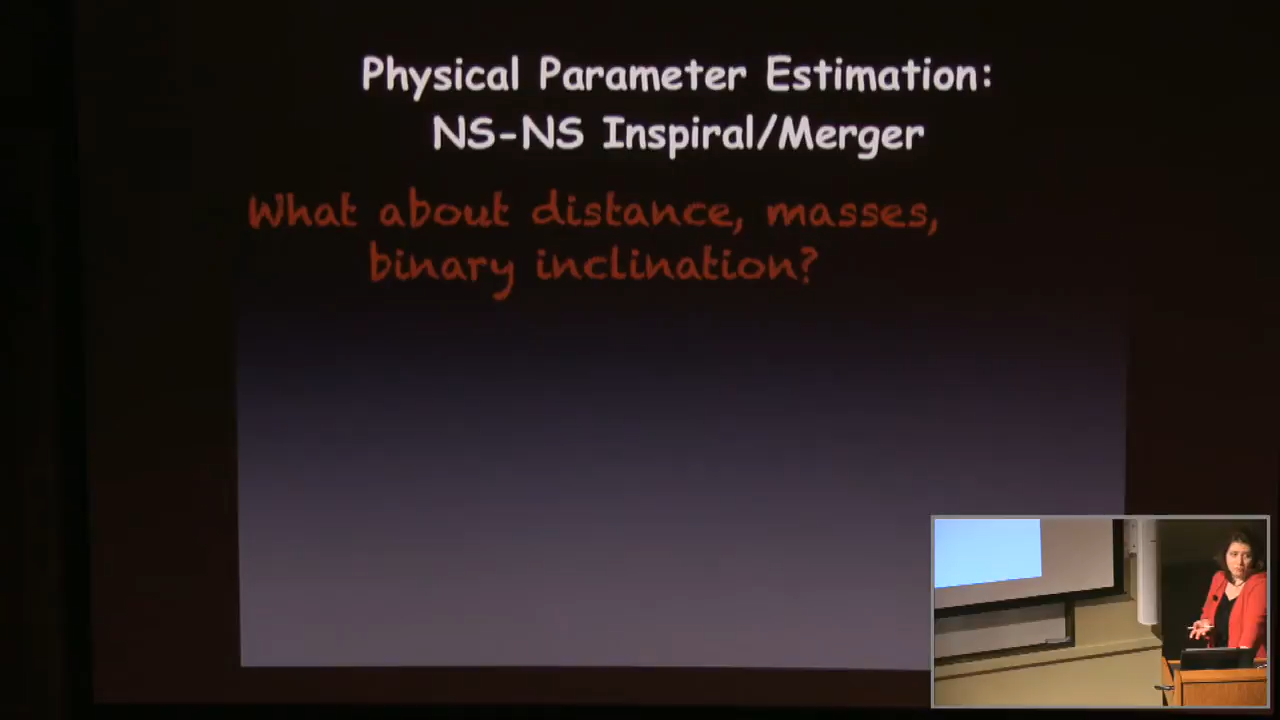 Physical Parameter Estimation:
NS-NS Inspiral/Merger
What about distance, masses,
binary inclination?